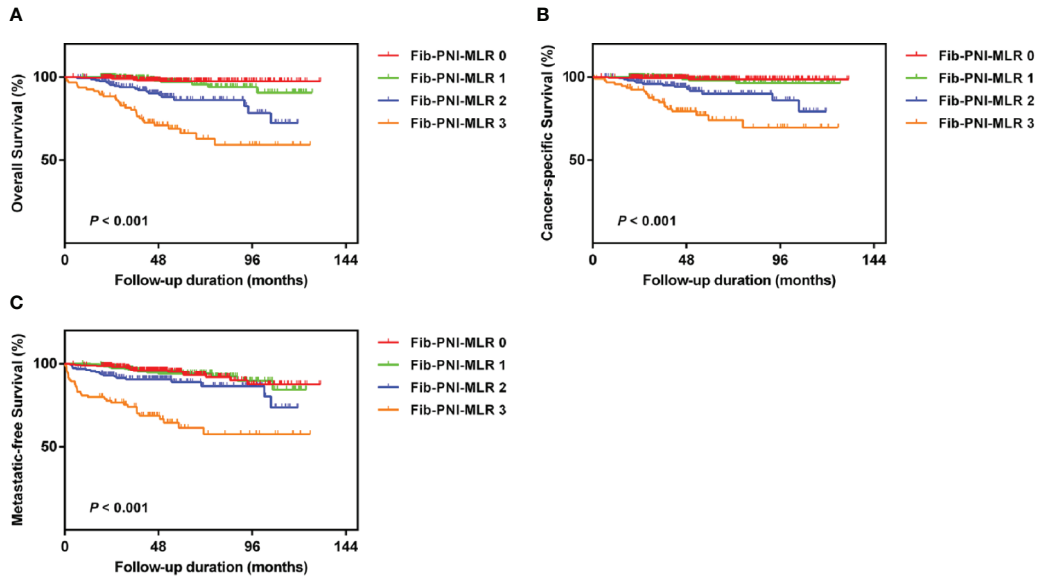 A
Overall Survival (%)
100
50
P < 0.001
0 48 96 144
Follow-up duration (months)
Fib-PNI-MLR 0
Fib-PNI-MLR 1
Fib-PNI-MLR 2
Fib-PNI-MLR 3
B
Cancer-specific Survival (%)
100
50
P < 0.001
0 48 96 144
Follow-up duration (months)
Fib-PNI-MLR 0
Fib-PNI-MLR 1
Fib-PNI-MLR 2
Fib-PNI-MLR 3
C
Metastatic-free Survival (%)
100
50
P < 0.001
0 48 96 144
Follow-up duration (months)
Fib-PNI-MLR 0
Fib-PNI-MLR 1
Fib-PNI-MLR 2
Fib-PNI-MLR 3